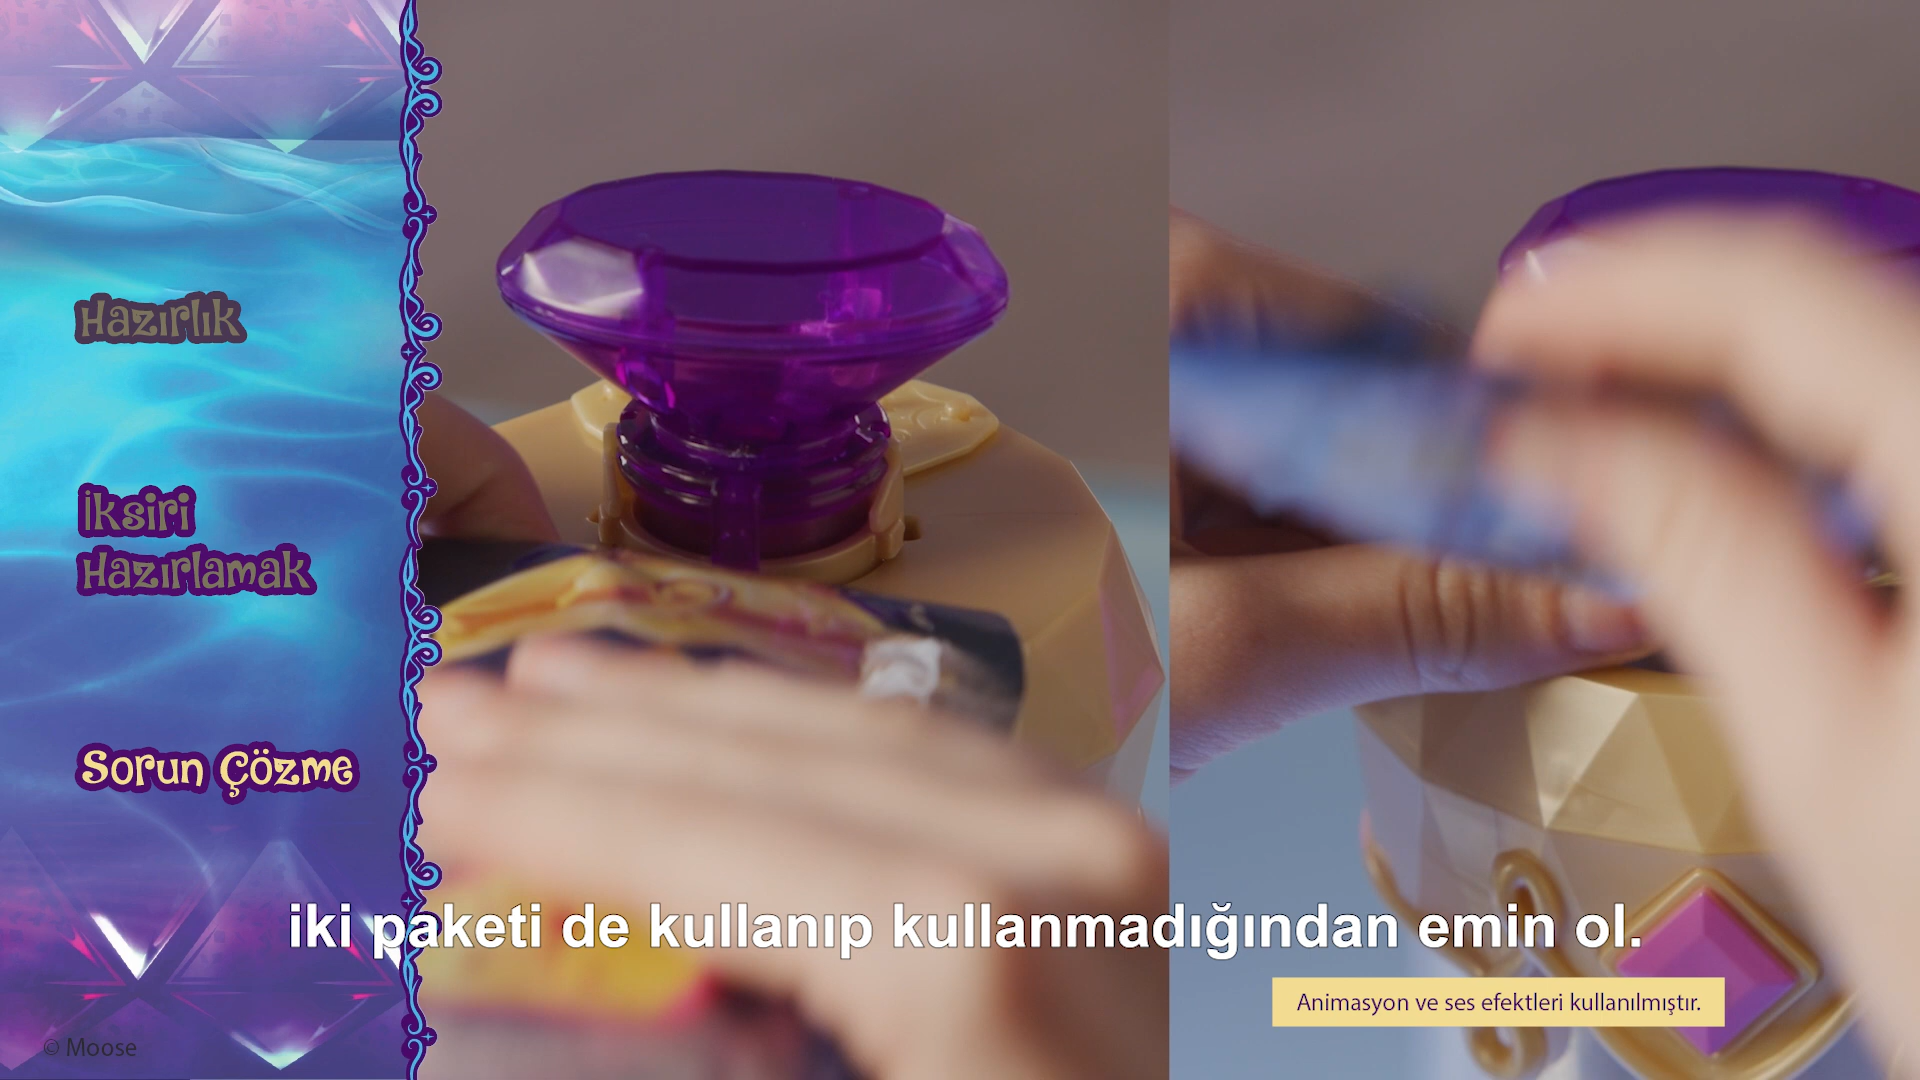 Hazırlık
İksiri
Hazırlamak
Sorun Çözme
iki paketi de kullanıp kullanmadığından emin ol.
Animasyon ve ses efektleri kullanılmıştır.
© Moose